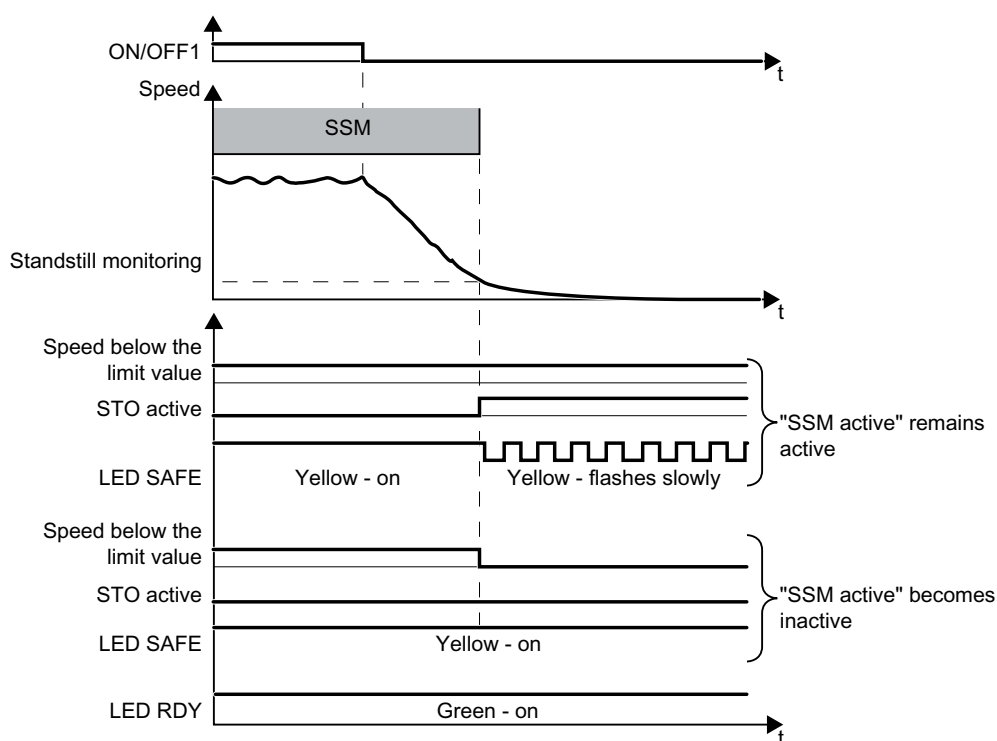 ON/OFF1
t
Speed
SSM
Standstill monitoring
t
Speed below the
limit value
STO active
"SSM active" remains
active
LED SAFE
Yellow - on
Yellow - flashes slowly
Speed below the
limit value
STO active
"SSM active" becomes
inactive
LED SAFE
Yellow - on
LED RDY
Green - on
t